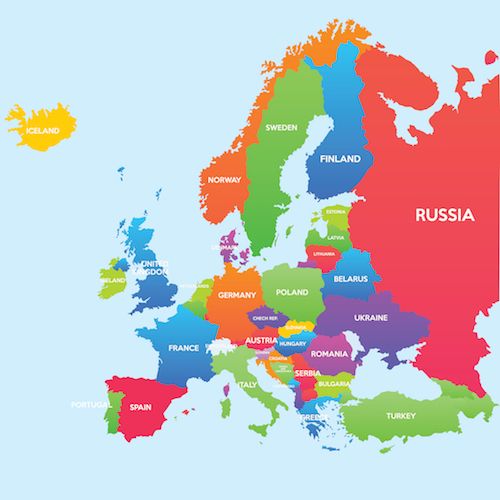 ICELAND
SWEDEN
FINLAND
NORWAY
RUSSIA
ESTONIA
LATVIA
DENMARK
LITHUANIA
UNITED
KINGDOM
IRELAND
NETHERLANDS
BELARUS
GERMANY
POLAND
UKRAINE
CHECH REP.
SLOVAKIA
FRANCE
AUSTRIA
HUNGARY
ROMANIA
CROATIA
SERBIA
ITALY
BULGARIA
PORTUGAL
SPAIN
GREECE
TURKEY